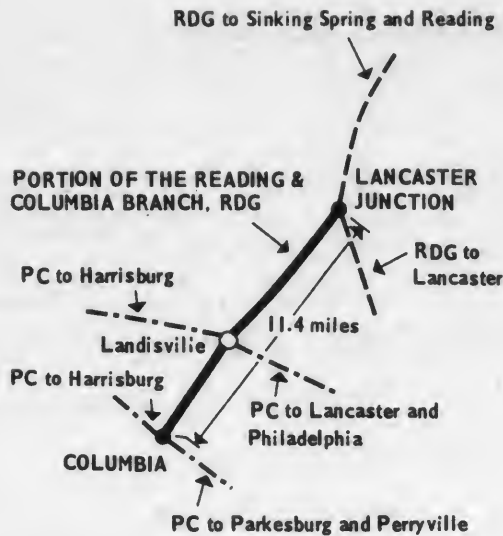 RDG to Sinking Spring and Reading
PORTION OF THE READING &
COLUMBIA BRANCH, RDG
LANCASTER
JUNCTION
RDG to
Lancaster
PC to Harrisburg
11.4 miles
Landisville
PC to Harrisburg
PC to Lancaster and
Philadelphia
COLUMBIA
PC to Parkesburg and Perryville